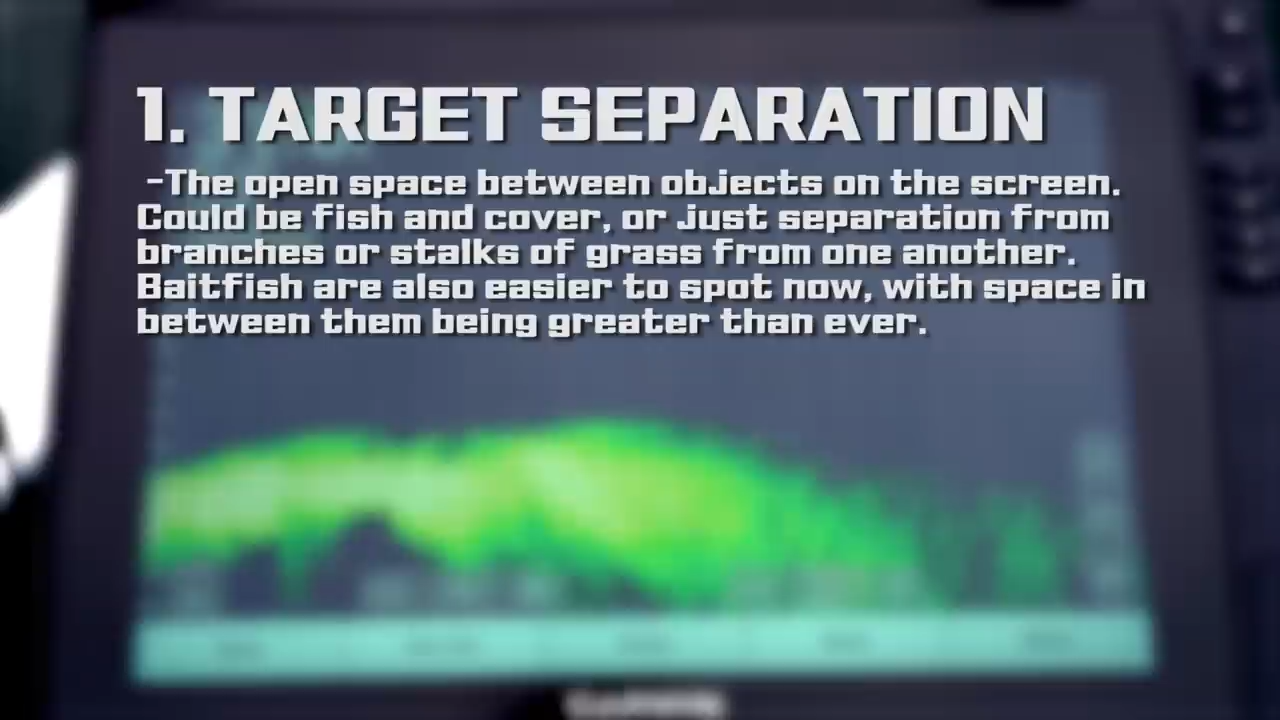 1. TARGET SEPARATION
-The open space between objects on the screen.
Could be fish and cover, or just separation from
branches or stalks of grass from one another.
Baitfish are also easier to spot now, with space in
between them being greater than ever.